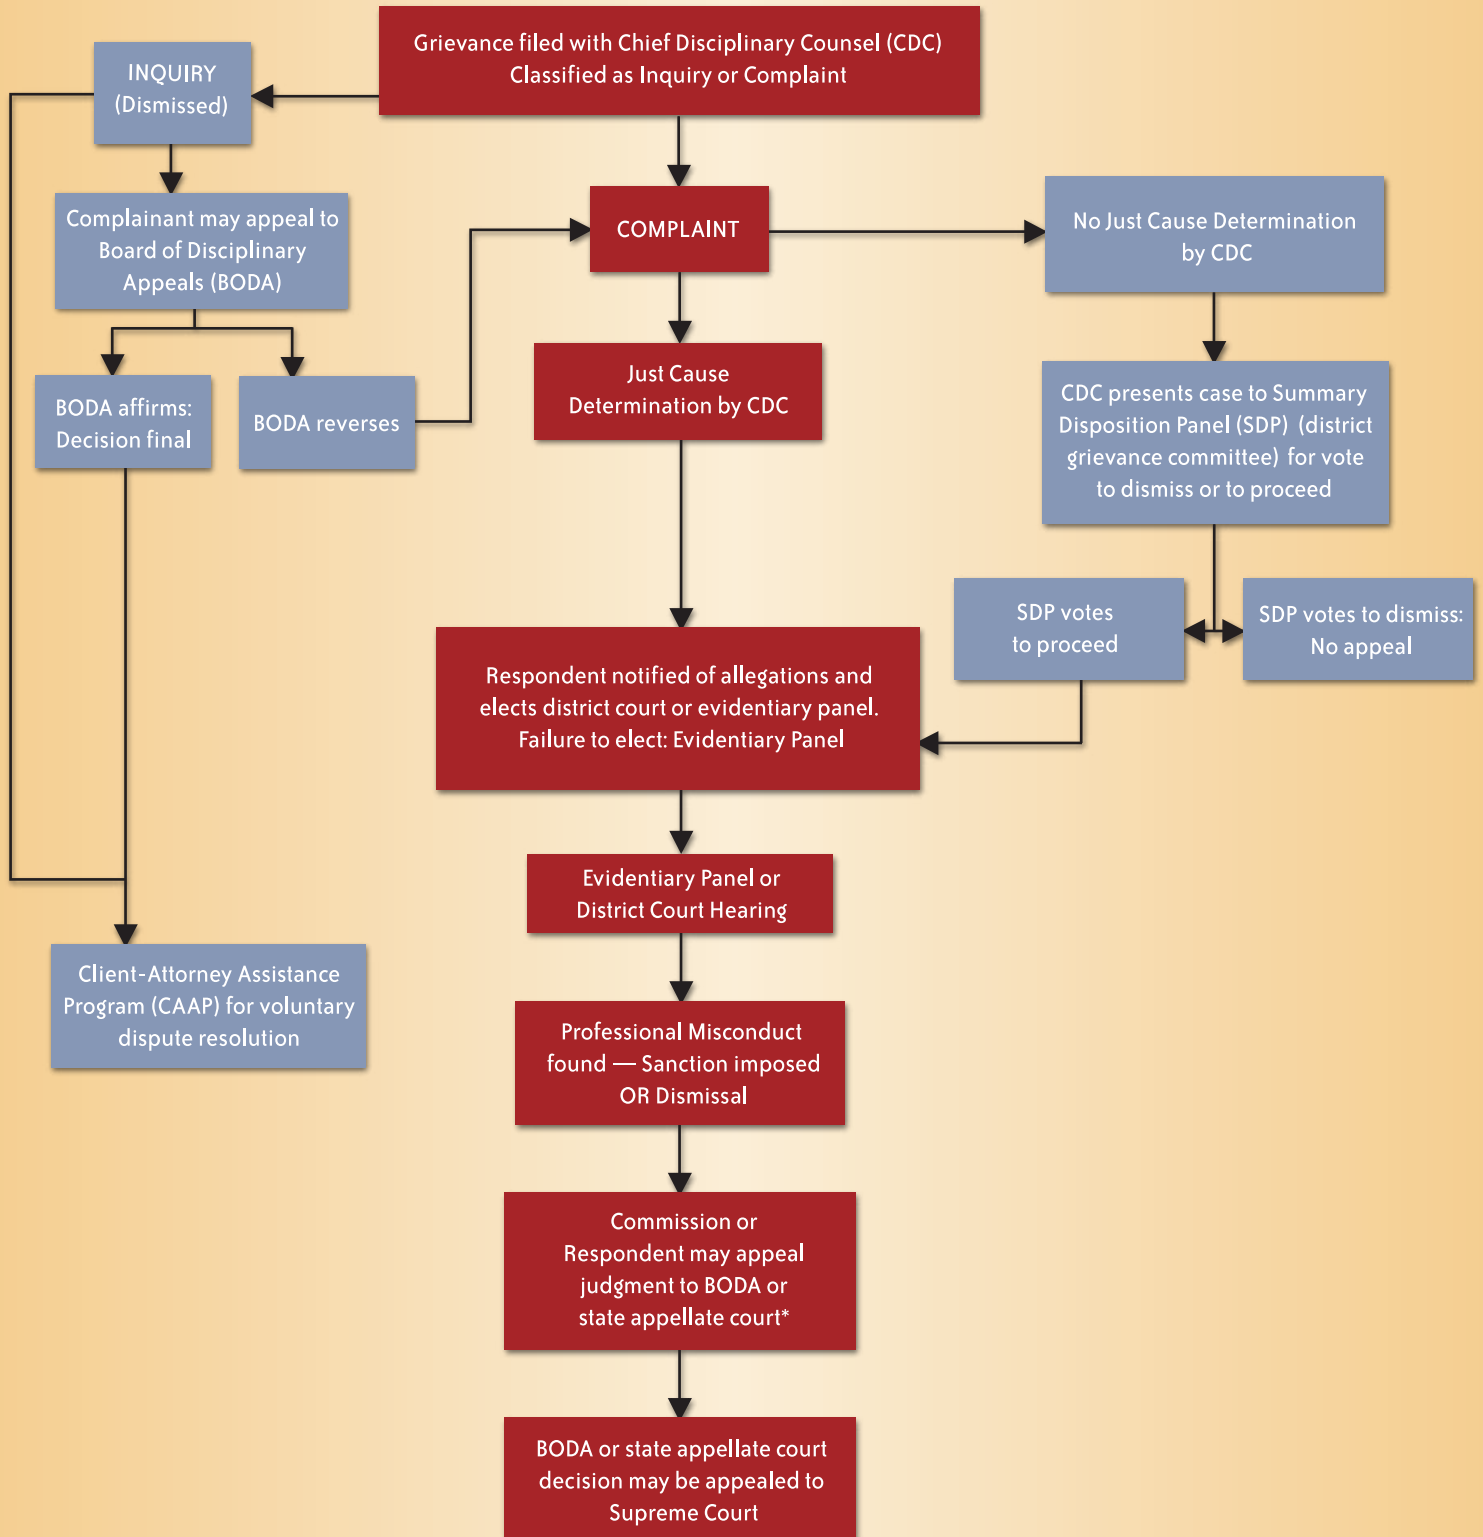 Grievance filed with Chief Disciplinary Counsel (CDC)
Classified as Inquiry or Complaint
INQUIRY
(Dismissed)
Complainant may appeal to
Board of Disciplinary
Appeals (BODA)
COMPLAINT
No Just Cause Determination
by CDC
BODA affirms:
Decision final
BODA reverses
Just Cause
Determination by CDC
CDC presents case to Summary
Disposition Panel (SDP) (district
grievance committee) for vote
to dismiss or to proceed
SDP votes
to proceed
SDP votes to dismiss:
No appeal
Respondent notified of allegations and
elects district court or evidentiary panel.
Failure to elect: Evidentiary Panel
Evidentiary Panel or
District Court Hearing
Client-Attorney Assistance
Program (CAAP) for voluntary
dispute resolution
Professional Misconduct
found — Sanction imposed
OR Dismissal
Commission or
Respondent may appeal
judgment to BODA or
state appellate court*
BODA or state appellate court
decision may be appealed to
Supreme Court